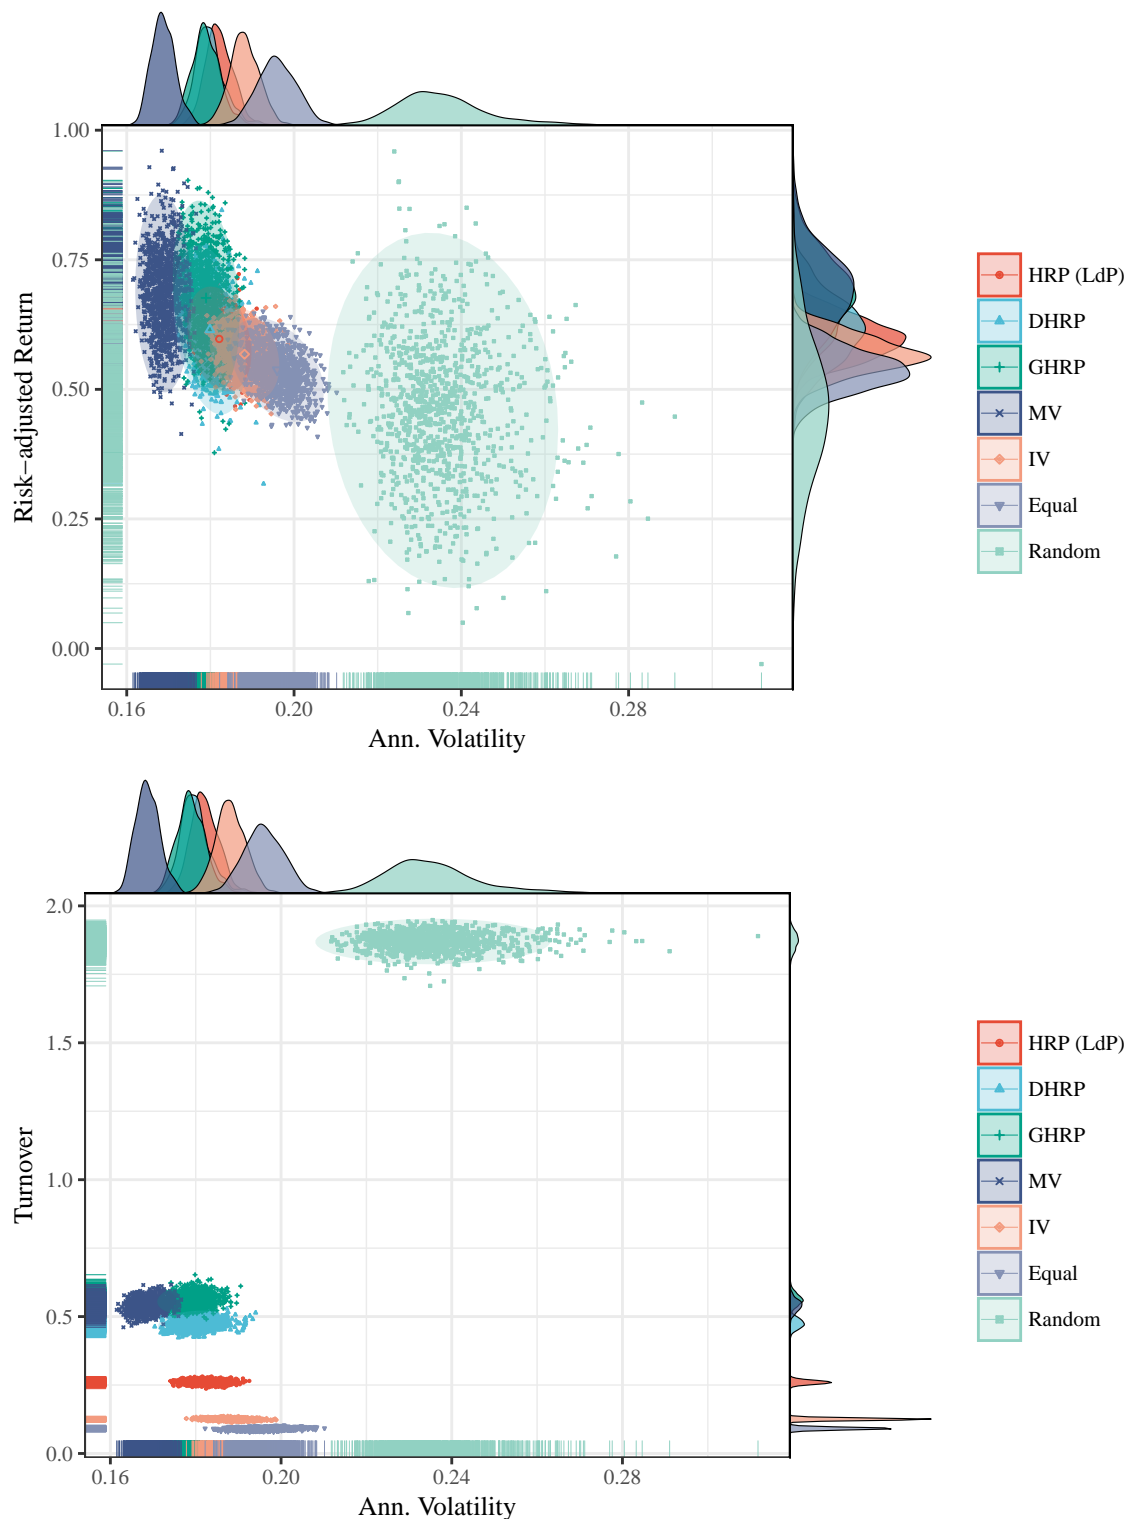 1.00
0.75
0.50
0.25
0.00
Risk−adjusted Return
0.16 0.20 0.24 0.28
Ann. Volatility
HRP (LdP)
DHRP
GHRP
MV
IV
Equal
Random
2.0
1.5
1.0
0.5
0.0
Turnover
0.16 0.20 0.24 0.28
Ann. Volatility
HRP (LdP)
DHRP
GHRP
MV
IV
Equal
Random